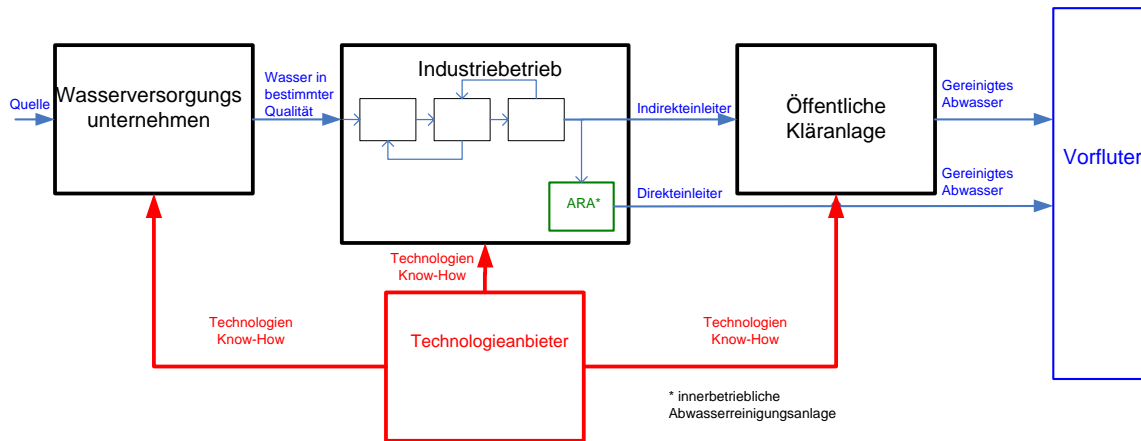 Quelle
Wasserversorgungs
unternehmen
Wasser in
bestimmter
Qualität
Industriebetrieb
ARA*
Indirekteinleiter
Direkteinleiter
Öffentliche
Kläranlage
Gereinigtes
Abwasser
Gereinigtes
Abwasser
Vorfluter
Technologien
Know-How
Technologien
Know-How
Technologien
Know-How
Technologieanbieter
* innerbetriebliche
Abwasserreinigungsanlage